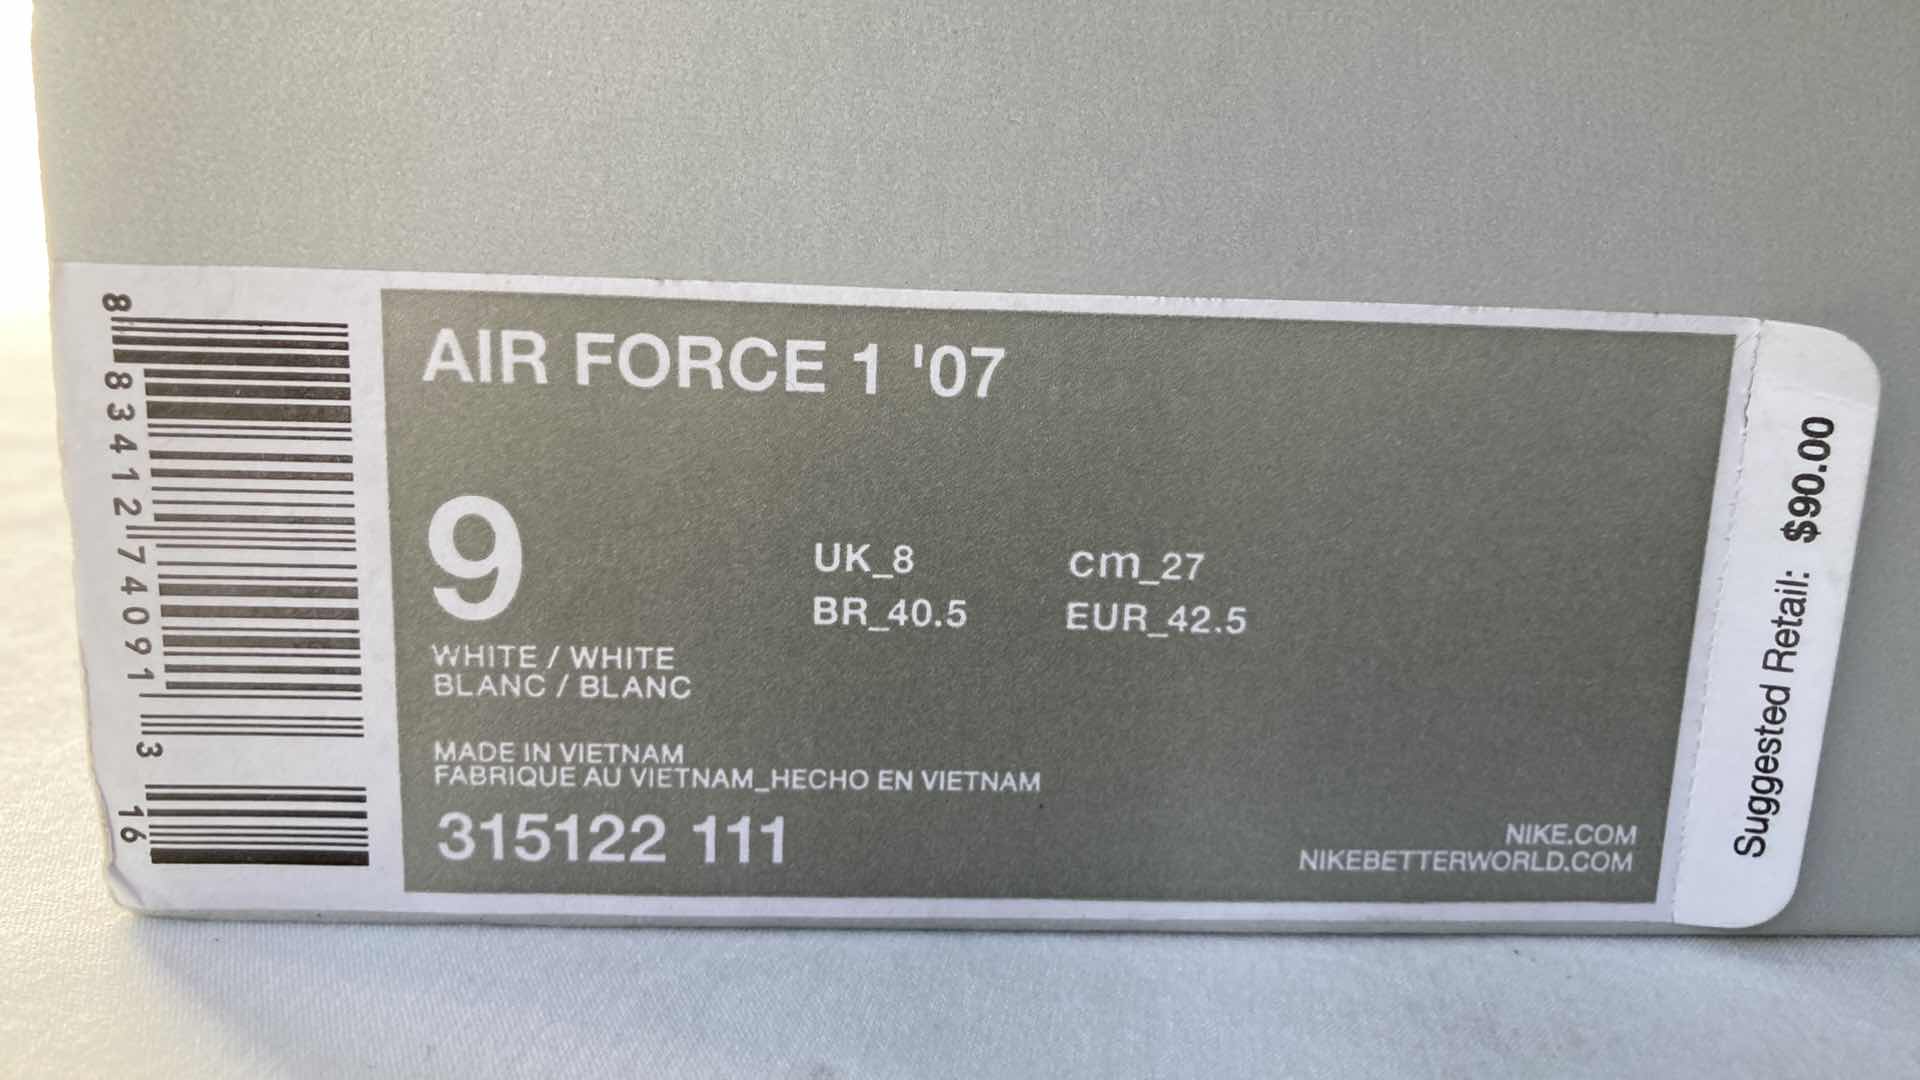 8 83412 74091 3
16
AIR FORCE 1 '07
9
UK_8 cm_27
BR_40.5 EUR_42.5
WHITE / WHITE
BLANC / BLANC
MADE IN VIETNAM
FABRIQUE AU VIETNAM_HECHO EN VIETNAM
315122 111
NIKE.COM
NIKEBETTERWORLD.COM
Suggested Retail: $90.00